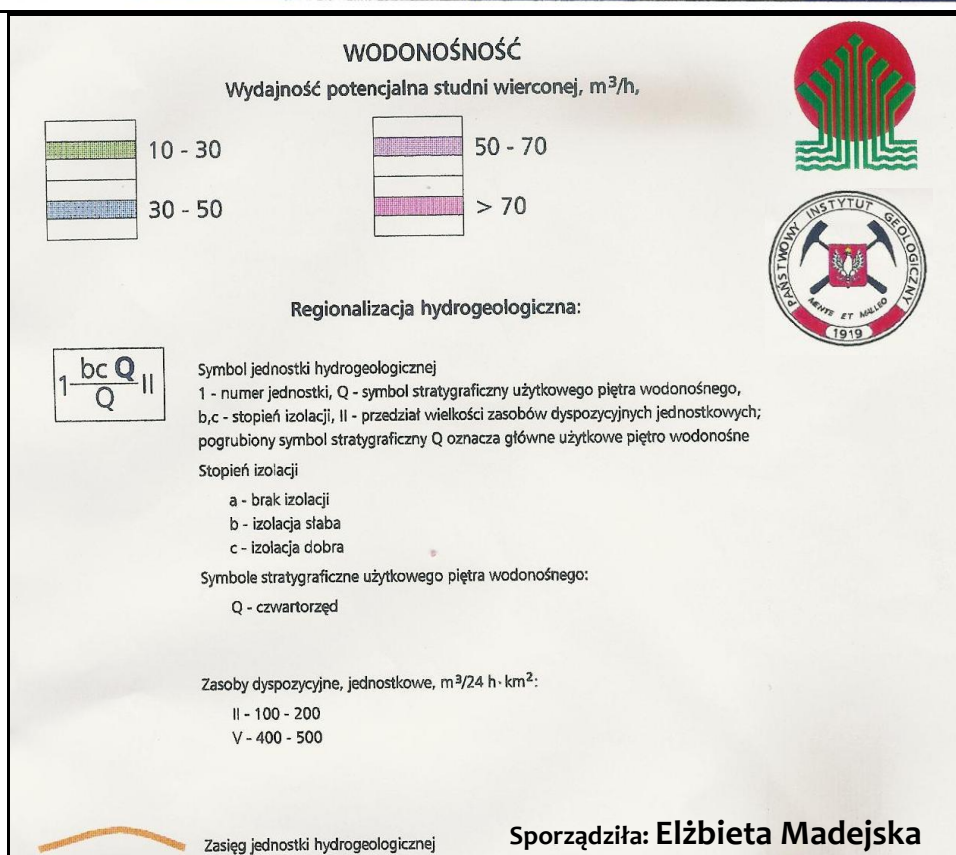 WODONOŚNOŚĆ
Wydajność potencjalna studni wierconej, m³/h,
10 - 30
50 - 70
30 - 50
> 70
PAŃSTWOWY INSTYTUT GEOLOGICZNY
MENTE ET MALLEO
1919
Regionalizacja hydrogeologiczna:
1 bc Q II
Q
Symbol jednostki hydrogeologicznej
1 - numer jednostki, Q - symbol stratygraficzny użytkowego piętra wodonośnego,
b,c - stopień izolacji, II - przedział wielkości zasobów dyspozycyjnych jednostkowych;
pogrubiony symbol stratygraficzny Q oznacza główne użytkowe piętro wodonośne
Stopień izolacji
a - brak izolacji
b - izolacja słaba
c - izolacja dobra
Symbole stratygraficzne użytkowego piętra wodonośnego:
Q - czwartorzęd
Zasoby dyspozycyjne, jednostkowe, m³/24 h·km²:
II - 100 - 200
V - 400 - 500
Zasięg jednostki hydrogeologicznej
Sporządziła: Elżbieta Madejska